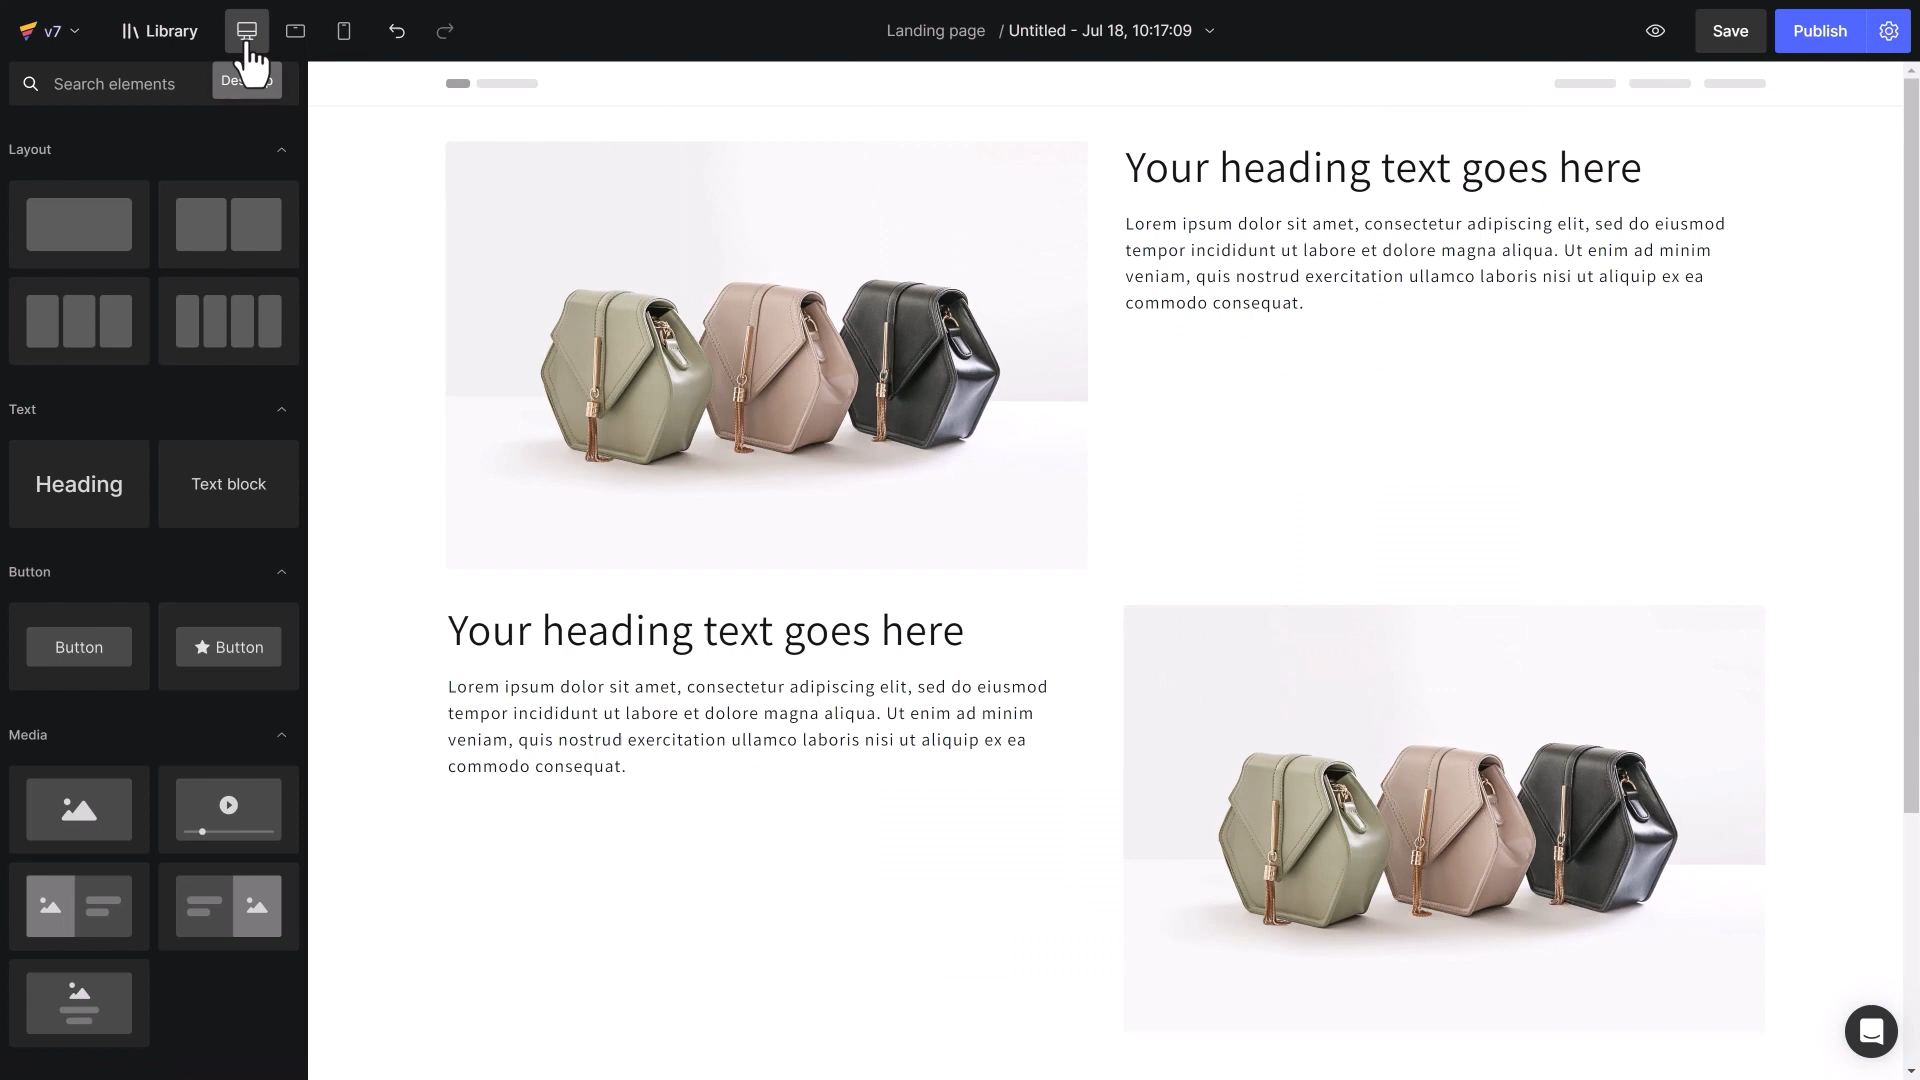 v7
Library
Landing page / Untitled - Jul 18, 10:17:09
Save
Publish
Search elements
Layout
Text
Heading
Text block
Button
Button
Button
Media
Your heading text goes here
Lorem ipsum dolor sit amet, consectetur adipiscing elit, sed do eiusmod
tempor incididunt ut labore et dolore magna aliqua. Ut enim ad minim
veniam, quis nostrud exercitation ullamco laboris nisi ut aliquip ex ea
commodo consequat.
Your heading text goes here
Lorem ipsum dolor sit amet, consectetur adipiscing elit, sed do eiusmod
tempor incididunt ut labore et dolore magna aliqua. Ut enim ad minim
veniam, quis nostrud exercitation ullamco laboris nisi ut aliquip ex ea
commodo consequat.